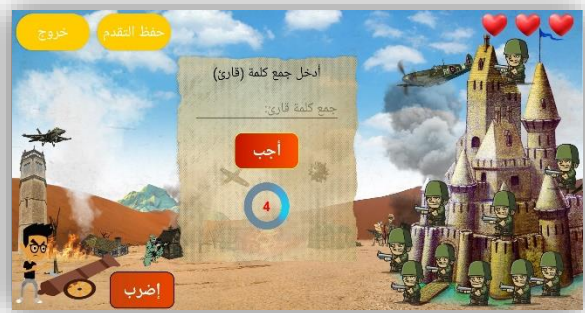 خروج
حفظ التقدم
أدخل جمع كلمة (قارئ)
جمع كلمة قارئ:
أجب
4
إضرب